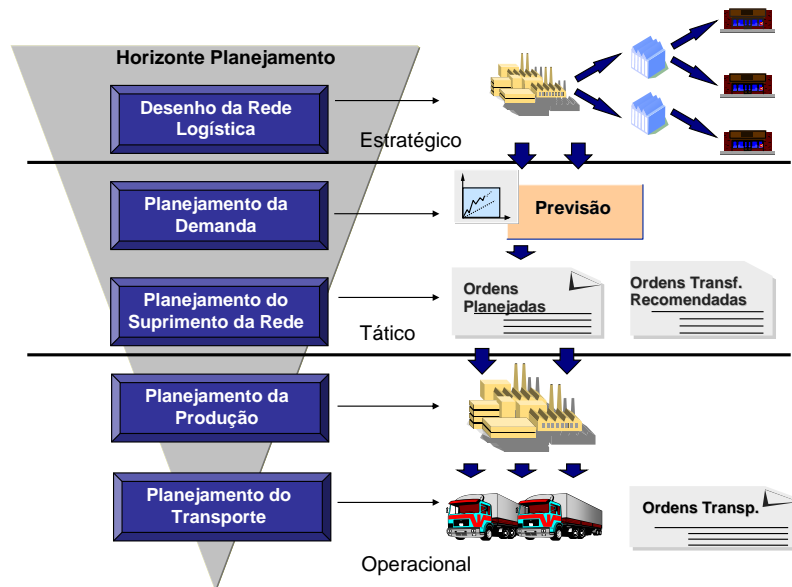 Horizonte Planejamento
Desenho da Rede
Logística
Estratégico
Planejamento da
Demanda
Previsão
Planejamento do
Suprimento da Rede
Ordens
Planejadas
Ordens Transf.
Recomendadas
Tático
Planejamento da
Produção
Planejamento do
Transporte
Ordens Transp.
Operacional